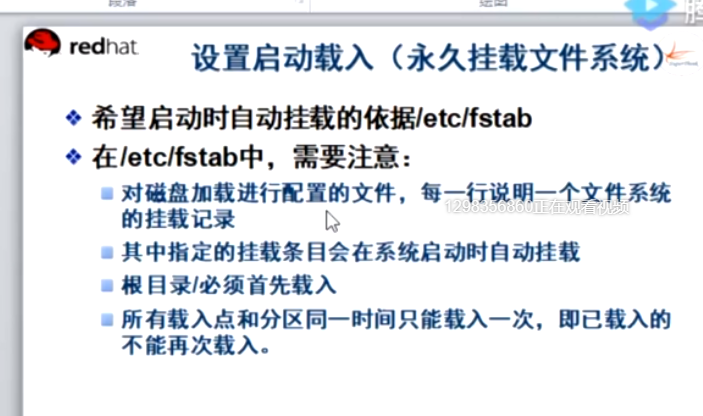 段落
绘图
redhat
设置启动载入（永久挂载文件系统）
希望启动时自动挂载的依据/etc/fstab
在/etc/fstab中，需要注意：
对磁盘加载进行配置的文件，每一行说明一个文件系统
1298356860正在观看视频
的挂载记录
其中指定的挂载条目会在系统启动时自动挂载
根目录/必须首先载入
所有载入点和分区同一时间只能载入一次，即已载入的
不能再次载入。